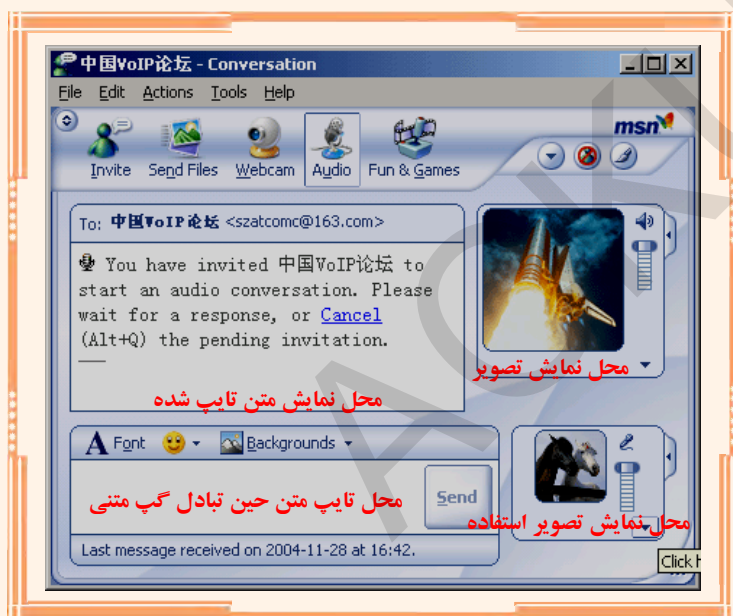 中国VoIP论坛 - Conversation
File Edit Actions Tools Help
msn
Invite Send Files Webcam Audio Fun & Games
To: 中国VoIP论坛 <szatcomc@163.com>
You have invited 中国VoIP论坛 to
start an audio conversation. Please
wait for a response, or Cancel
(Alt+Q) the pending invitation.
محل نمایش تصویر
محل نمایش متن تایپ شده
A Font Backgrounds
محل تایپ متن حین تبادل گپ متنی
Send
محل نمایش تصویر استفاده
Last message received on 2004-11-28 at 16:42.
Click